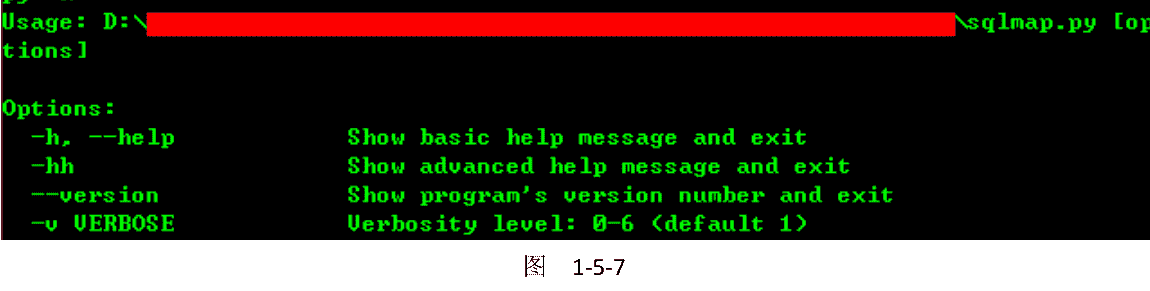 Usage: D:\ \sqlmap.py [op
tions]
Options:
-h, --help Show basic help message and exit
-hh Show advanced help message and exit
--version Show program's version number and exit
-v VERBOSE Verbosity level: 0-6 (default 1)
图 1-5-7